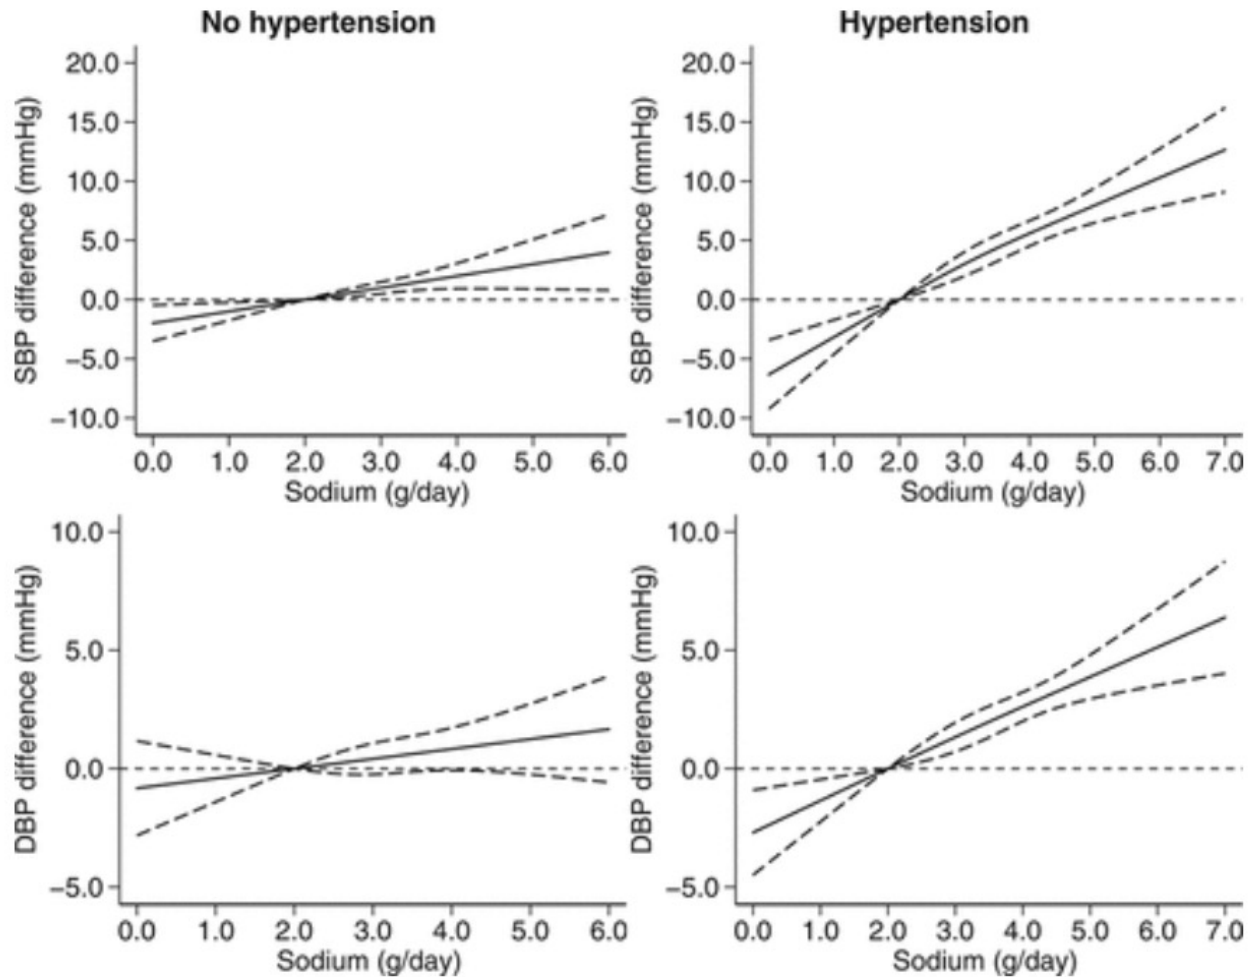 No hypertension
SBP difference (mmHg)
20.0
15.0
10.0
5.0
0.0
−5.0
−10.0
0.0 1.0 2.0 3.0 4.0 5.0 6.0
Sodium (g/day)
Hypertension
SBP difference (mmHg)
20.0
15.0
10.0
5.0
0.0
−5.0
−10.0
0.0 1.0 2.0 3.0 4.0 5.0 6.0 7.0
Sodium (g/day)
DBP difference (mmHg)
10.0
5.0
0.0
−5.0
0.0 1.0 2.0 3.0 4.0 5.0 6.0
Sodium (g/day)
DBP difference (mmHg)
10.0
5.0
0.0
−5.0
0.0 1.0 2.0 3.0 4.0 5.0 6.0 7.0
Sodium (g/day)